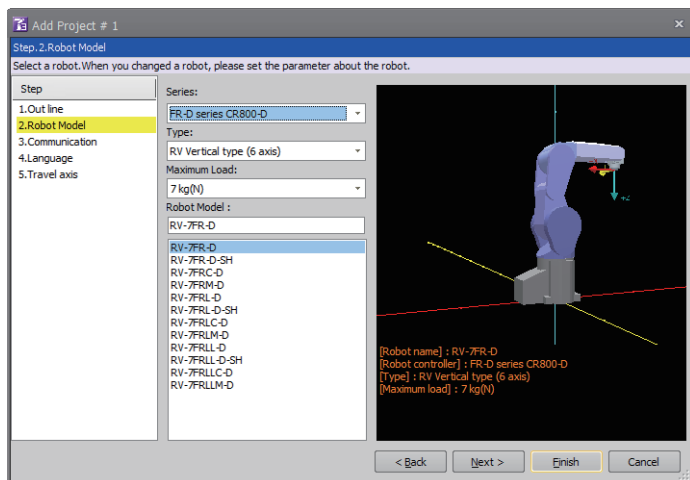 Add Project # 1
Step.2.Robot Model
Select a robot.When you changed a robot, please set the parameter about the robot.
Step
1.Out line
2.Robot Model
3.Communication
4.Language
5.Travel axis
Series:
FR-D series CR800-D
Type:
RV Vertical type (6 axis)
Maximum Load:
7 kg(N)
Robot Model :
RV-7FR-D
RV-7FR-D
RV-7FR-D-SH
RV-7FRC-D
RV-7FRM-D
RV-7FRL-D
RV-7FRL-D-SH
RV-7FRLC-D
RV-7FRLM-D
RV-7FRLL-D
RV-7FRLL-D-SH
RV-7FRLLC-D
RV-7FRLLM-D
+Z
[Robot name] : RV-7FR-D
[Robot controller] : FR-D series CR800-D
[Type] : RV Vertical type (6 axis)
[Maximum load] : 7 kg(N)
< Back
Next >
Finish
Cancel